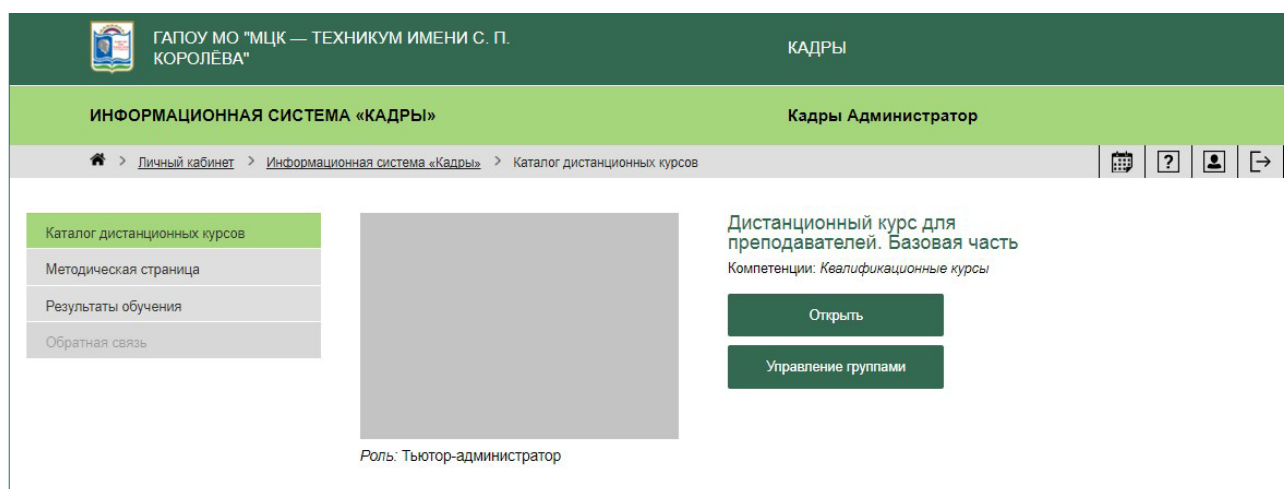 ГАПОУ МО "МЦК — ТЕХНИКУМ ИМЕНИ С. П.
КОРОЛЁВА"
КАДРЫ
ИНФОРМАЦИОННАЯ СИСТЕМА «КАДРЫ»
Кадры Администратор
> Личный кабинет > Информационная система «Кадры» > Каталог дистанционных курсов
Каталог дистанционных курсов
Методическая страница
Результаты обучения
Обратная связь
Роль: Тьютор-администратор
Дистанционный курс для
преподавателей. Базовая часть
Компетенции: Квалификационные курсы
Открыть
Управление группами